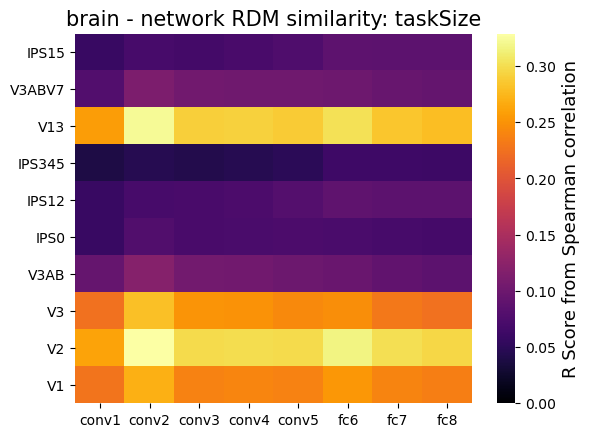 brain - network RDM similarity: taskSize
IPS15
V3ABV7
V13
IPS345
IPS12
IPS0
V3AB
V3
V2
V1
conv1 conv2 conv3 conv4 conv5 fc6 fc7 fc8
0.30
0.25
0.20
0.15
0.10
0.05
0.00
R Score from Spearman correlation